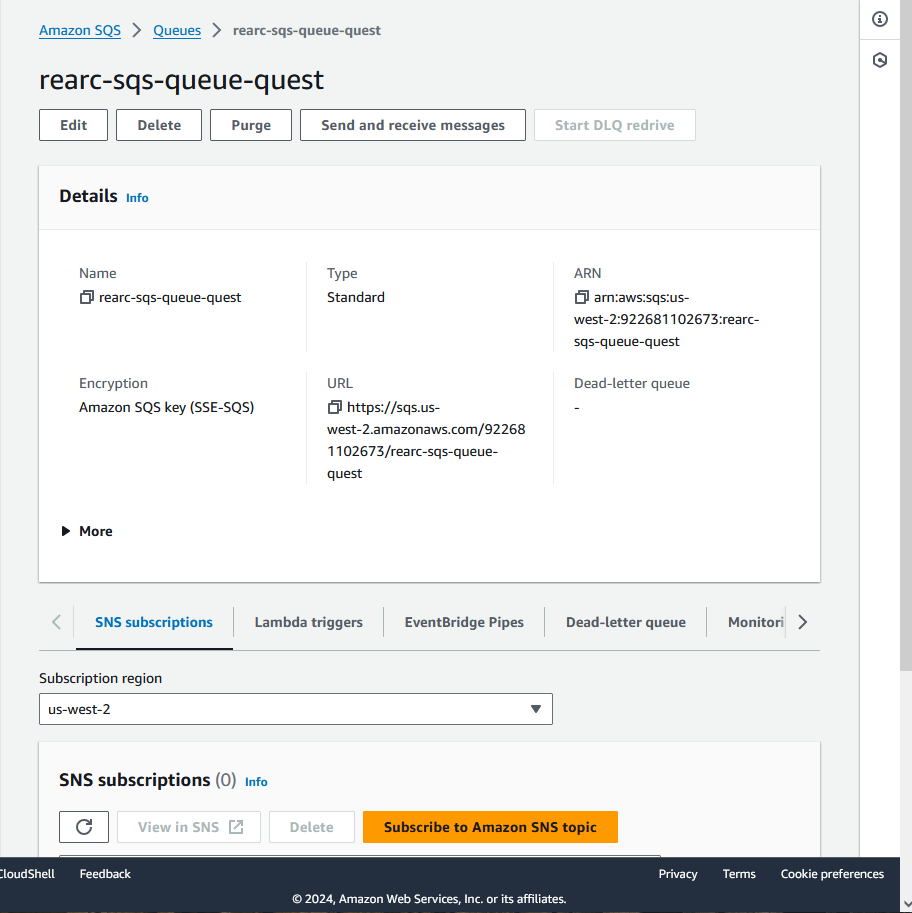 Amazon SQS > Queues > rearc-sqs-queue-quest
rearc-sqs-queue-quest
Edit Delete Purge Send and receive messages Start DLQ redrive
Details Info
Name
rearc-sqs-queue-quest
Type
Standard
ARN
arn:aws:sqs:us-
west-2:922681102673:rearc-
sqs-queue-quest
Encryption
Amazon SQS key (SSE-SQS)
URL
https://sqs.us-
west-2.amazonaws.com/92268
1102673/rearc-sqs-queue-
quest
Dead-letter queue
-
More
SNS subscriptions Lambda triggers EventBridge Pipes Dead-letter queue Monitori
Subscription region
us-west-2
SNS subscriptions (0) Info
View in SNS Delete Subscribe to Amazon SNS topic
CloudShell Feedback Privacy Terms Cookie preferences
© 2024, Amazon Web Services, Inc. or its affiliates.